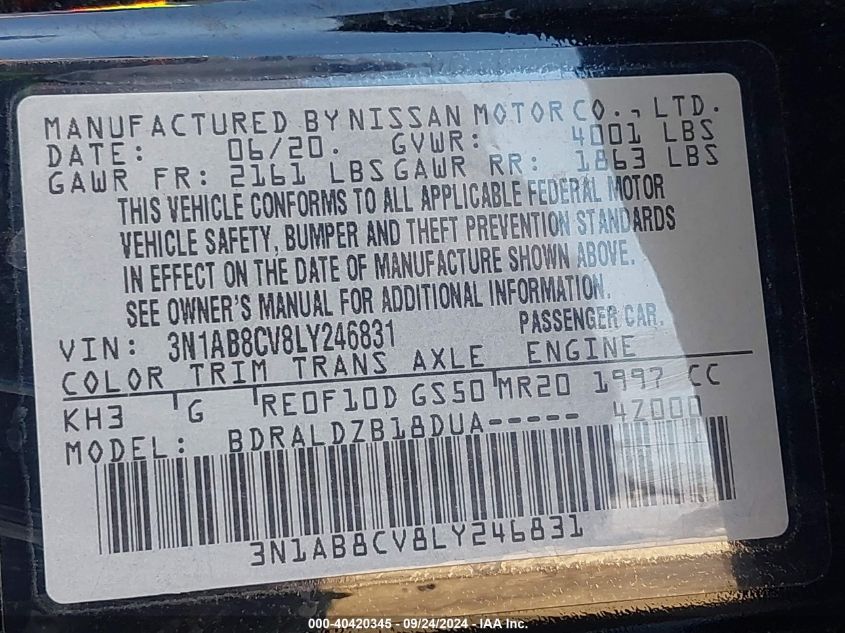 MANUFACTURED BY NISSAN MOTOR CO., LTD.
DATE: 06/20. GVWR: 4001 LBS
GAWR FR: 2161 LBS GAWR RR: 1863 LBS
THIS VEHICLE CONFORMS TO ALL APPLICABLE FEDERAL MOTOR
VEHICLE SAFETY, BUMPER AND THEFT PREVENTION STANDARDS
IN EFFECT ON THE DATE OF MANUFACTURE SHOWN ABOVE.
SEE OWNER'S MANUAL FOR ADDITIONAL INFORMATION.
VIN: 3N1AB8CV8LY246831 PASSENGER CAR.
COLOR TRIM TRANS AXLE ENGINE
KH3 G RE0F10D GS50 MR20 1997 CC
MODEL: BDRALDZB18DUA----- 4Z000
3N1AB8CV8LY246831
000-40420345 - 09/24/2024 - IAA Inc.